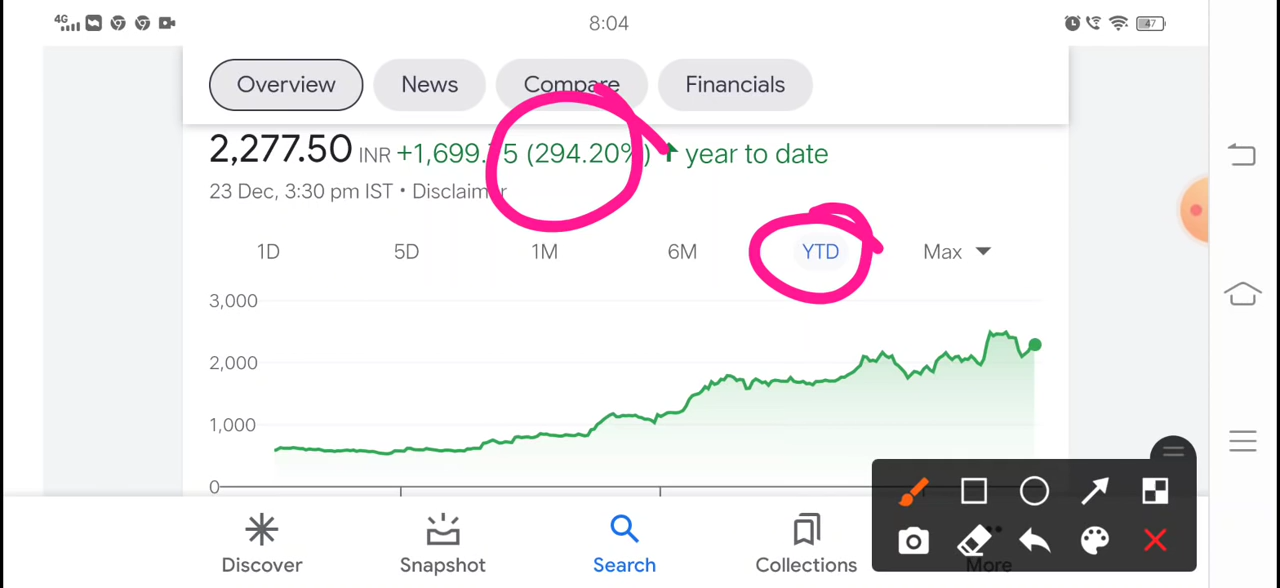 4G 8:04 47
Overview News Compare Financials
2,277.50 INR +1,699.75 (294.20%) ↑ year to date
23 Dec, 3:30 pm IST • Disclaimer
1D 5D 1M 6M YTD Max
3,000
2,000
1,000
0
Discover Snapshot Search Collections More